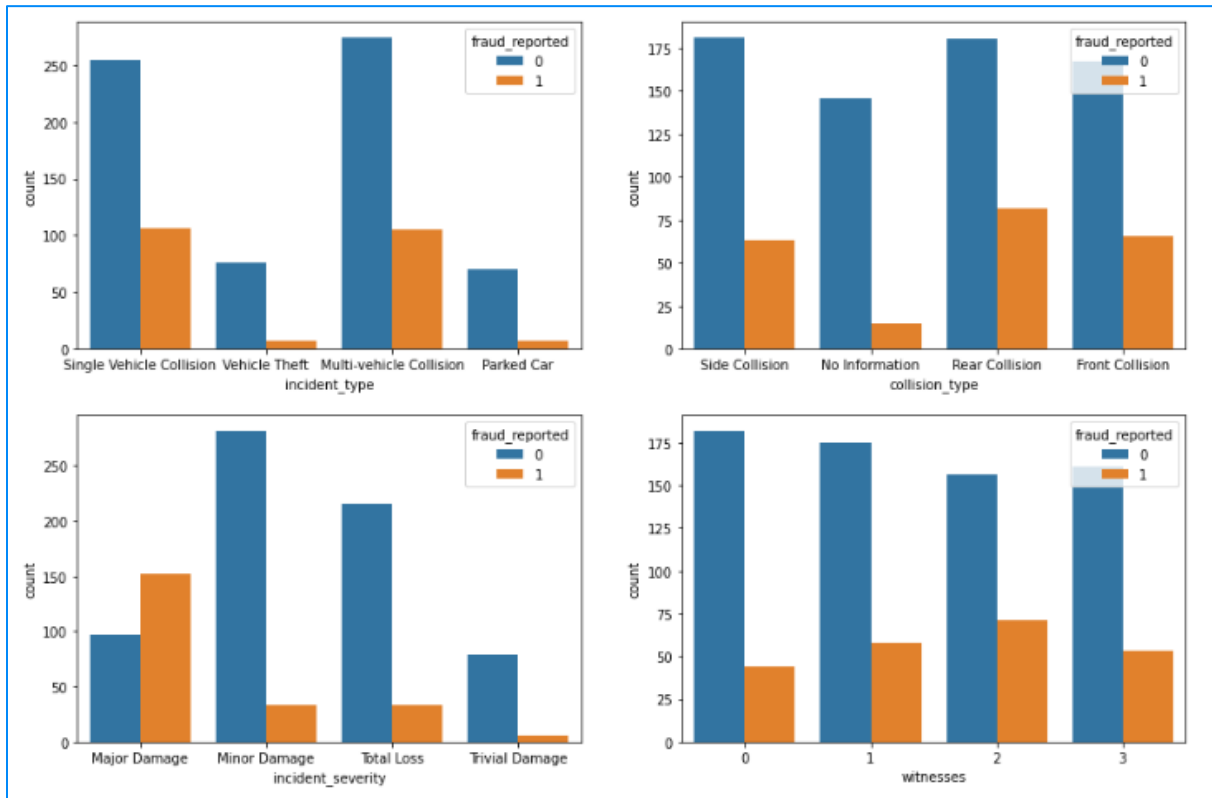 fraud_reported
0
1
250
200
150
100
50
0
count
Single Vehicle Collision Vehicle Theft Multi-vehicle Collision Parked Car
incident_type
fraud_reported
0
1
175
150
125
100
75
50
25
0
count
Side Collision No Information Rear Collision Front Collision
collision_type
fraud_reported
0
1
250
200
150
100
50
0
count
Major Damage Minor Damage Total Loss Trivial Damage
incident_severity
fraud_reported
0
1
175
150
125
100
75
50
25
0
count
0 1 2 3
witnesses